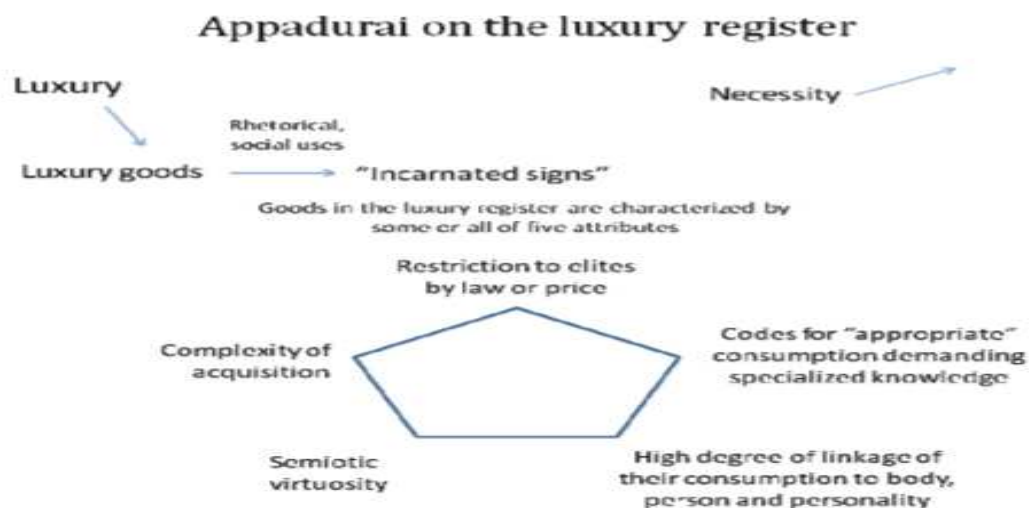 Appadurai on the luxury register
Luxury
Necessity
Rhetorical,
social uses
Luxury goods
"Incarnated signs"
Goods in the luxury register are characterized by
some or all of five attributes
Restriction to elites
by law or price
Codes for "appropriate"
consumption demanding
specialized knowledge
Complexity of
acquisition
Semiotic
virtuosity
High degree of linkage of
their consumption to body,
person and personality